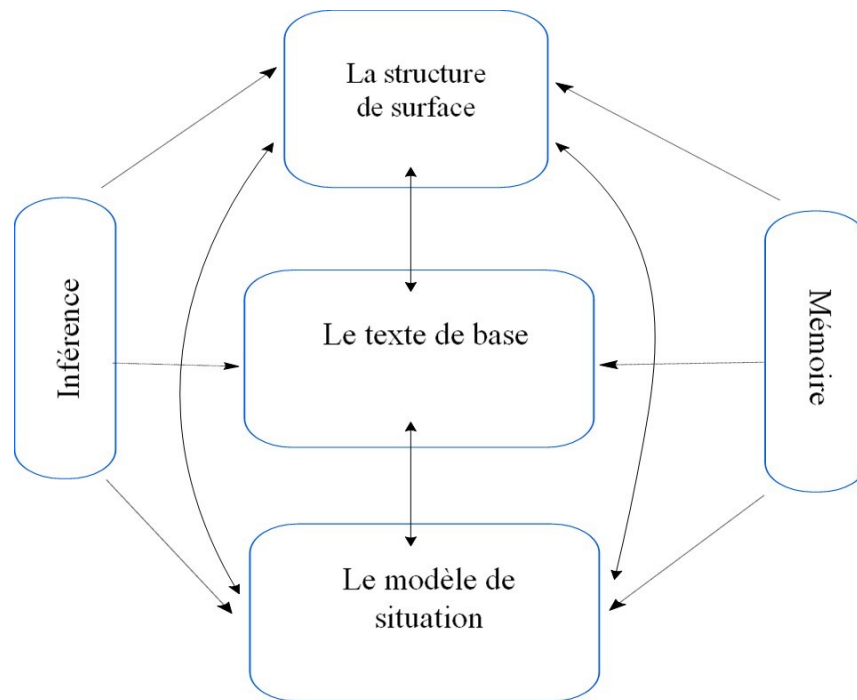 La structure
de surface
Inférence
Le texte de base
Mémoire
Le modèle de
situation